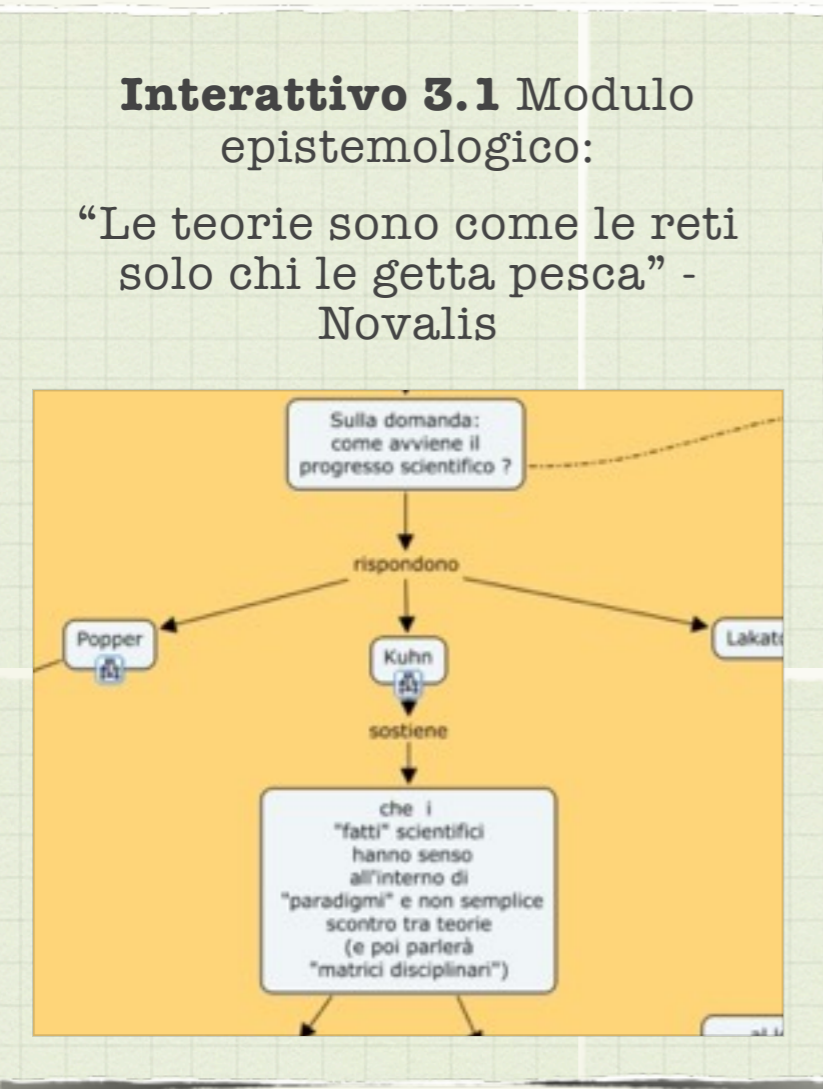 Interattivo 3.1 Modulo
epistemologico:
“Le teorie sono come le reti
solo chi le getta pesca” -
Novalis
Sulla domanda:
come avviene il
progresso scientifico ?
rispondono
Popper
Kuhn
sostiene
che i
"fatti" scientifici
hanno senso
all'interno di
"paradigmi" e non semplice
scontro tra teorie
(e poi parlerà
"matrici disciplinari")